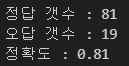 정답 갯수 : 81
오답 갯수 : 19
정확도 : 0.81